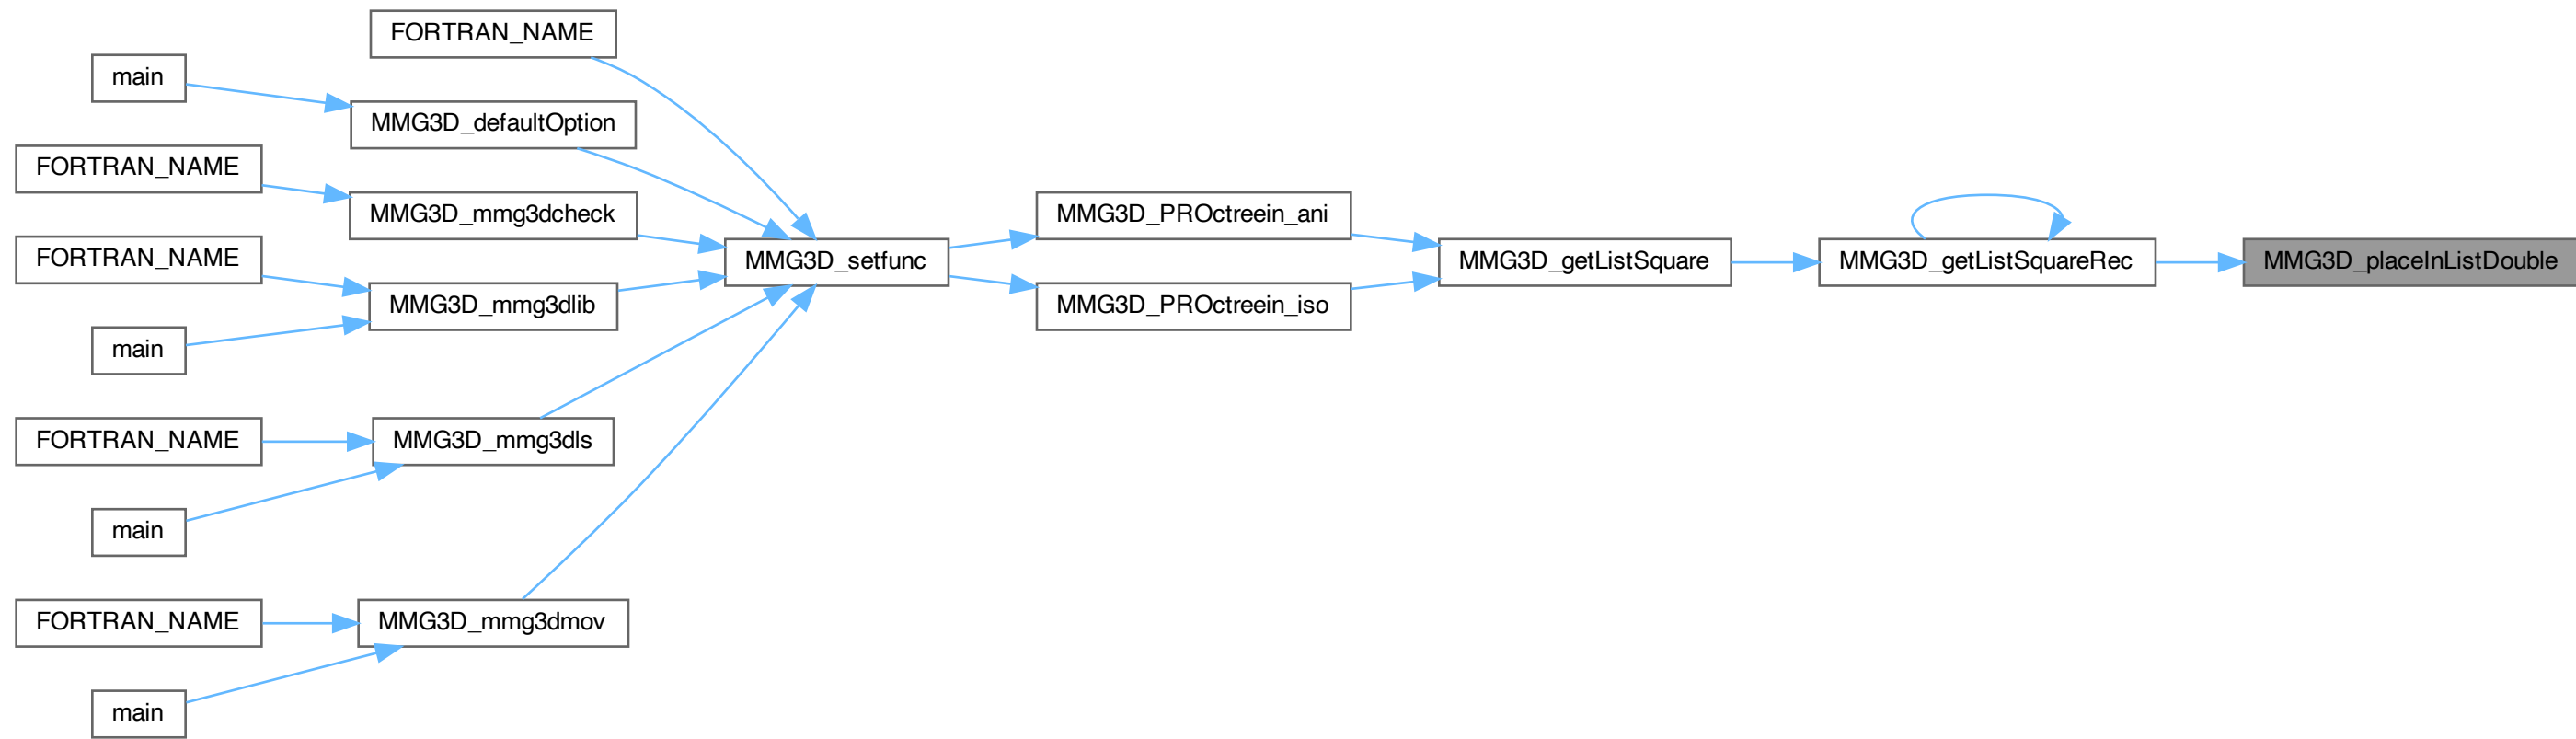 FORTRAN_NAME
main
MMG3D_defaultOption
FORTRAN_NAME
MMG3D_mmg3dcheck
MMG3D_PROctreein_ani
FORTRAN_NAME
MMG3D_setfunc
MMG3D_getListSquare
MMG3D_getListSquareRec
MMG3D_placeInListDouble
MMG3D_mmg3dlib
MMG3D_PROctreein_iso
main
FORTRAN_NAME
MMG3D_mmg3dls
main
FORTRAN_NAME
MMG3D_mmg3dmov
main